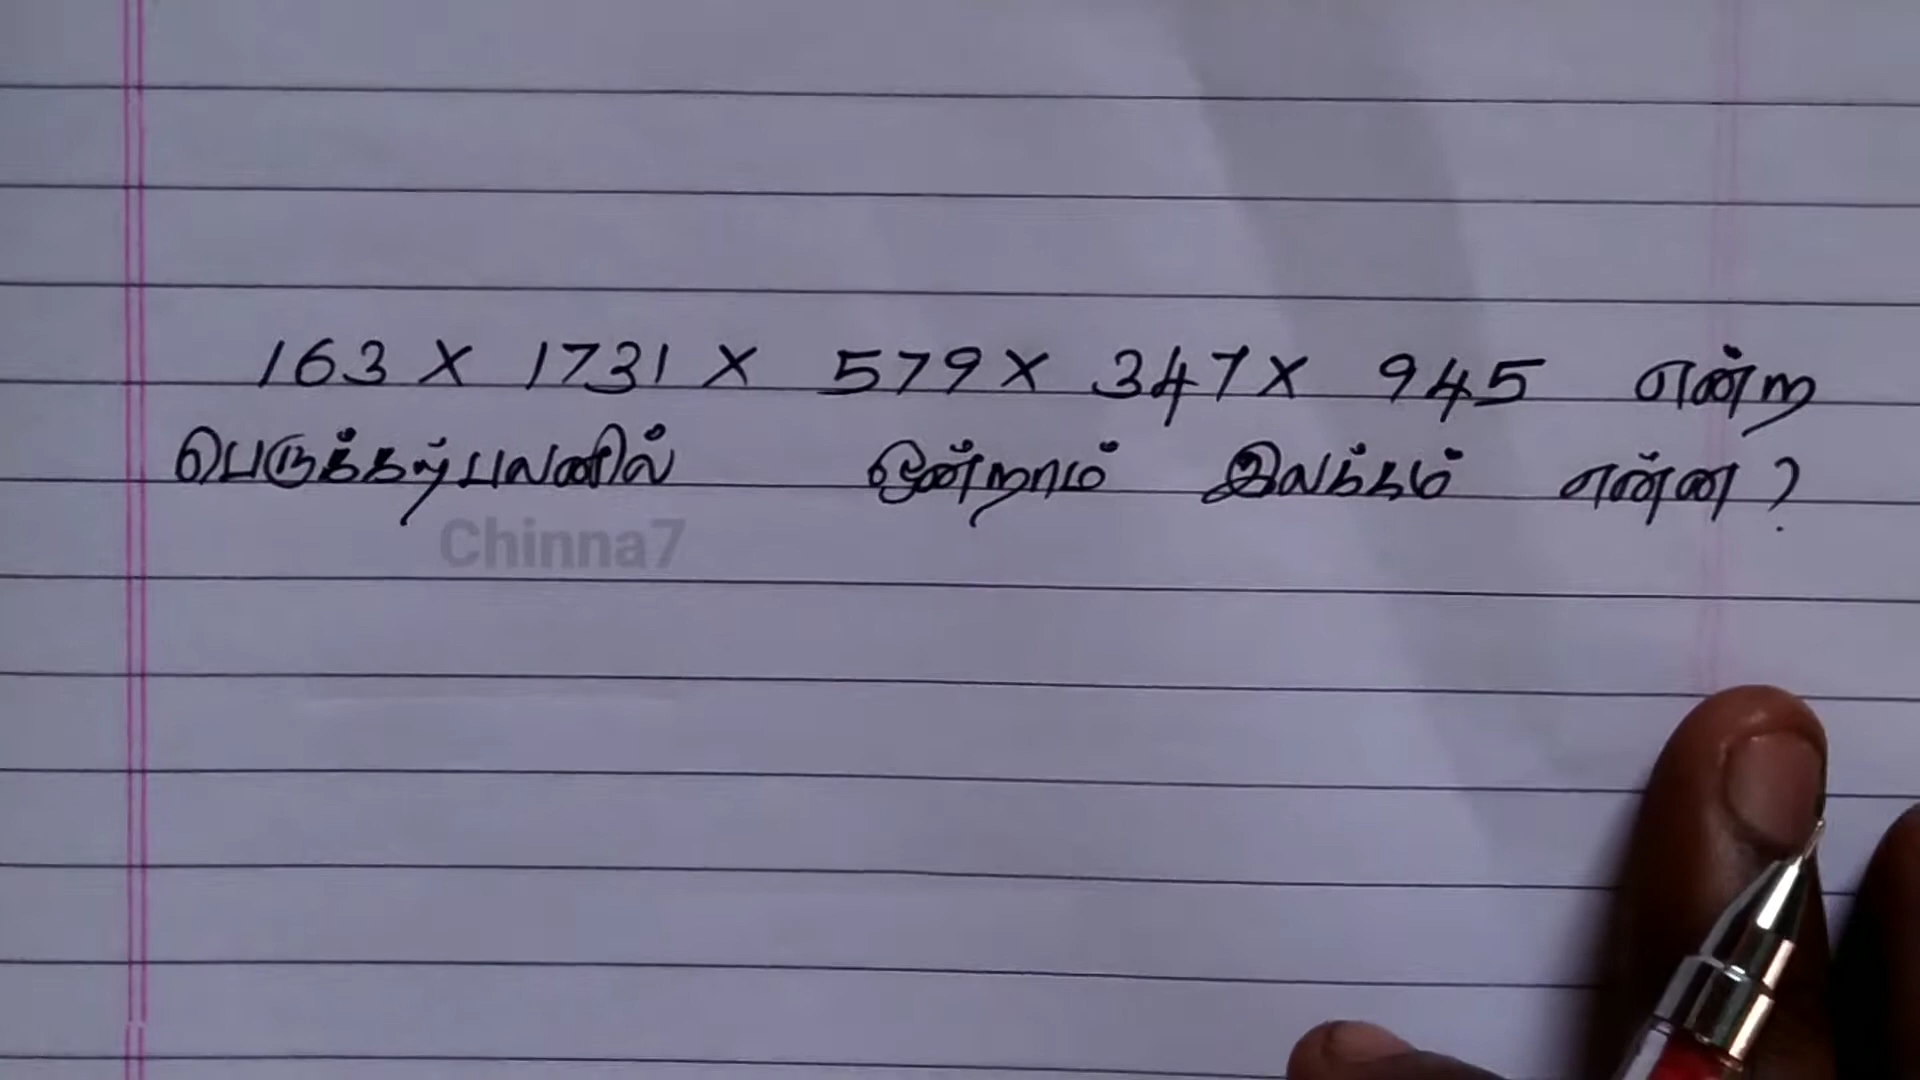 163 × 1731 × 579 × 347 × 945 என்ற
பெருக்கற்பலனில் ஒன்றாம் இலக்கம் என்ன?
Chinna7